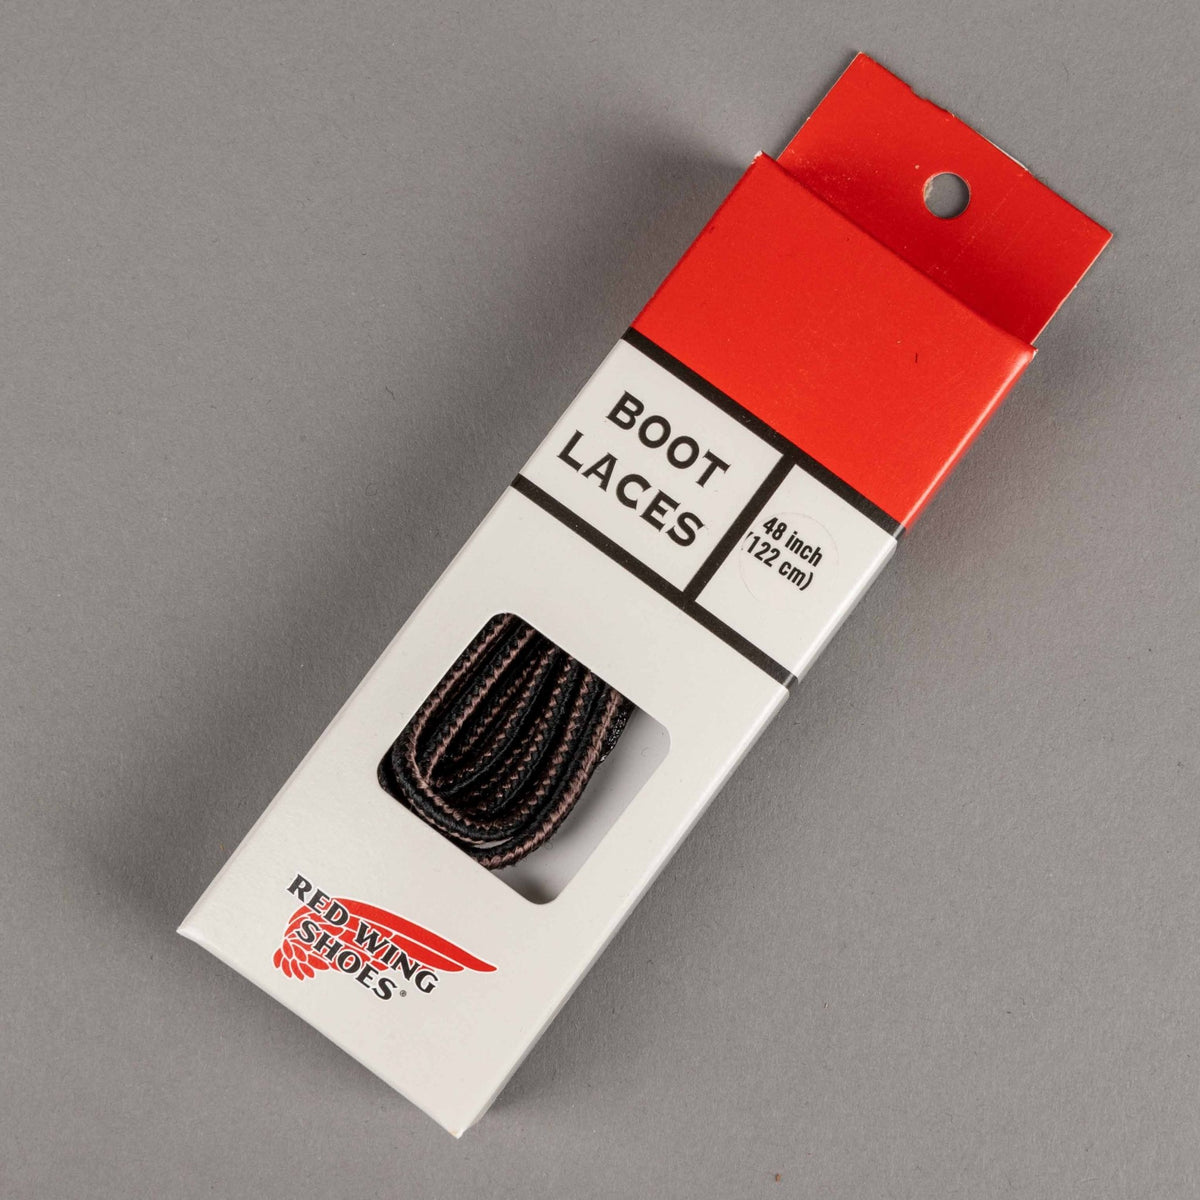 BOOT
LACES
48 inch
(122 cm)
RED WING
SHOES®